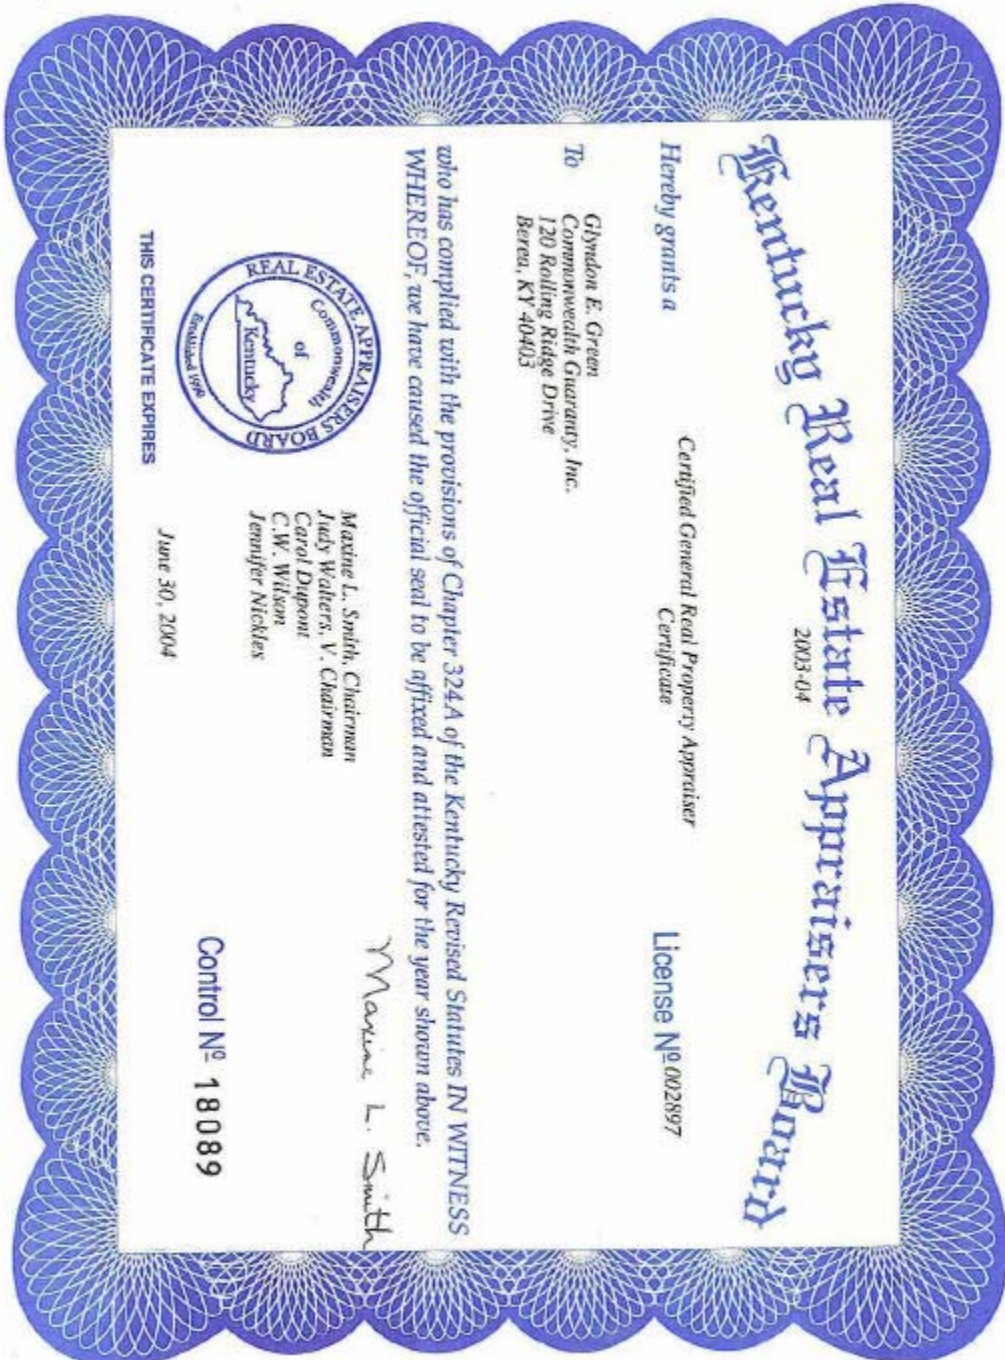 Kentucky Real Estate Appraisers Board
2003-04
Hereby grants a
Certified General Real Property Appraiser
Certificate
License Nº 002897
To
Glyndon E. Green
Commonwealth Guaranty, Inc.
120 Rolling Ridge Drive
Berea, KY 40403
who has complied with the provisions of Chapter 324A of the Kentucky Revised Statutes IN WITNESS
WHEREOF, we have caused the official seal to be affixed and attested for the year shown above.
REAL ESTATE APPRAISERS BOARD
Commonwealth
of
Kentucky
Established 1990
Maxine L. Smith, Chairman
Judy Walters, V. Chairman
Carol Dupont
C.W. Wilson
Jennifer Nickles
Maxine L. Smith
THIS CERTIFICATE EXPIRES
June 30, 2004
Control Nº 18089